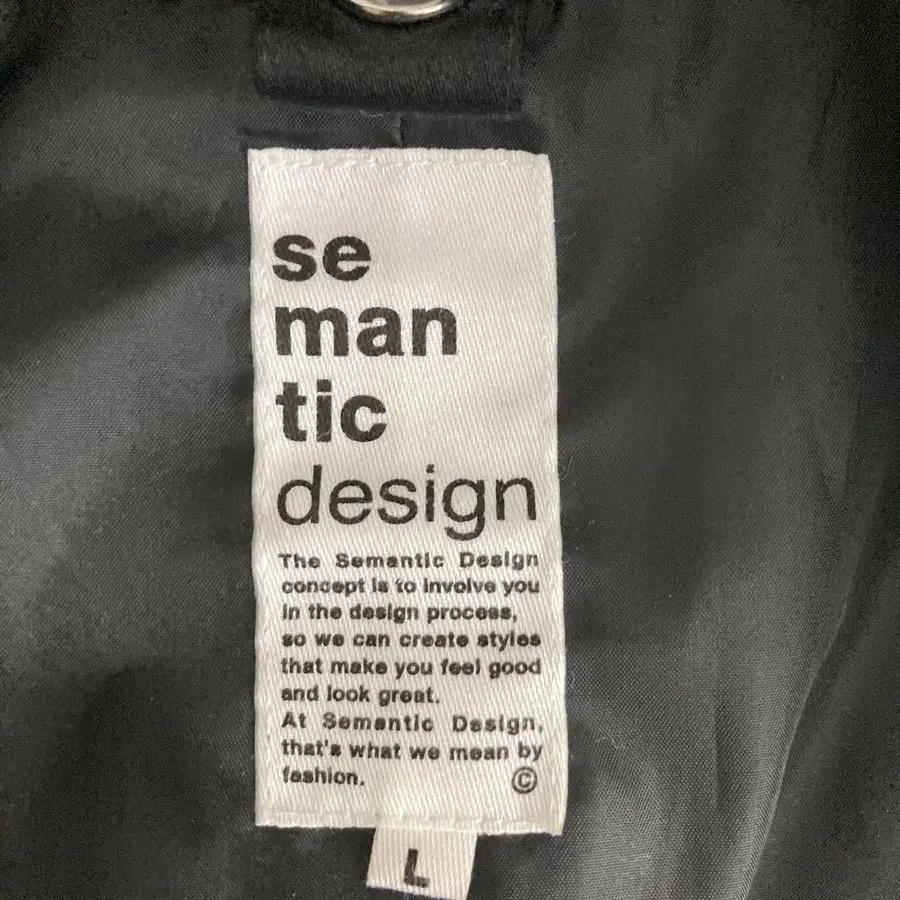 se
man
tic
design
The Semantic Design
concept is to involve you
in the design process,
so we can create styles
that make you feel good
and look great.
At Semantic Design,
that's what we mean by
fashion. ©
L